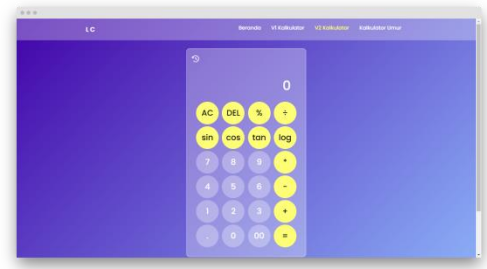 LC
Beranda V1 Kalkulator V2 Kalkulator Kalkulator Umur
0
AC DEL % ÷
sin cos tan log
7 8 9 *
4 5 6 -
1 2 3 +
. 0 00 =